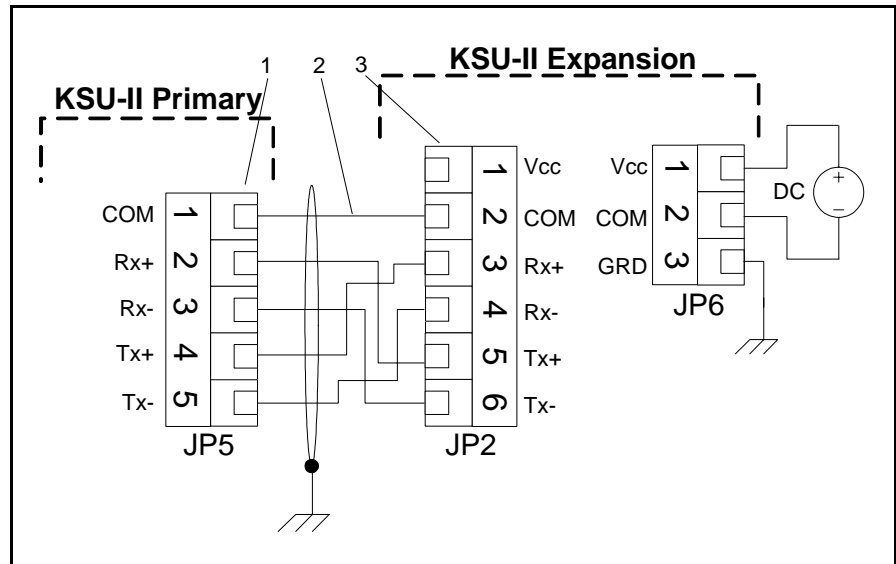 1 2 3
KSU-II Expansion
KSU-II Primary
COM 1
Rx+ 2
Rx- 3
Tx+ 4
Tx- 5
JP5
1 Vcc
2 COM
3 Rx+
4 Rx-
5 Tx+
6 Tx-
JP2
Vcc 1
COM 2
GRD 3
JP6
DC
+
−